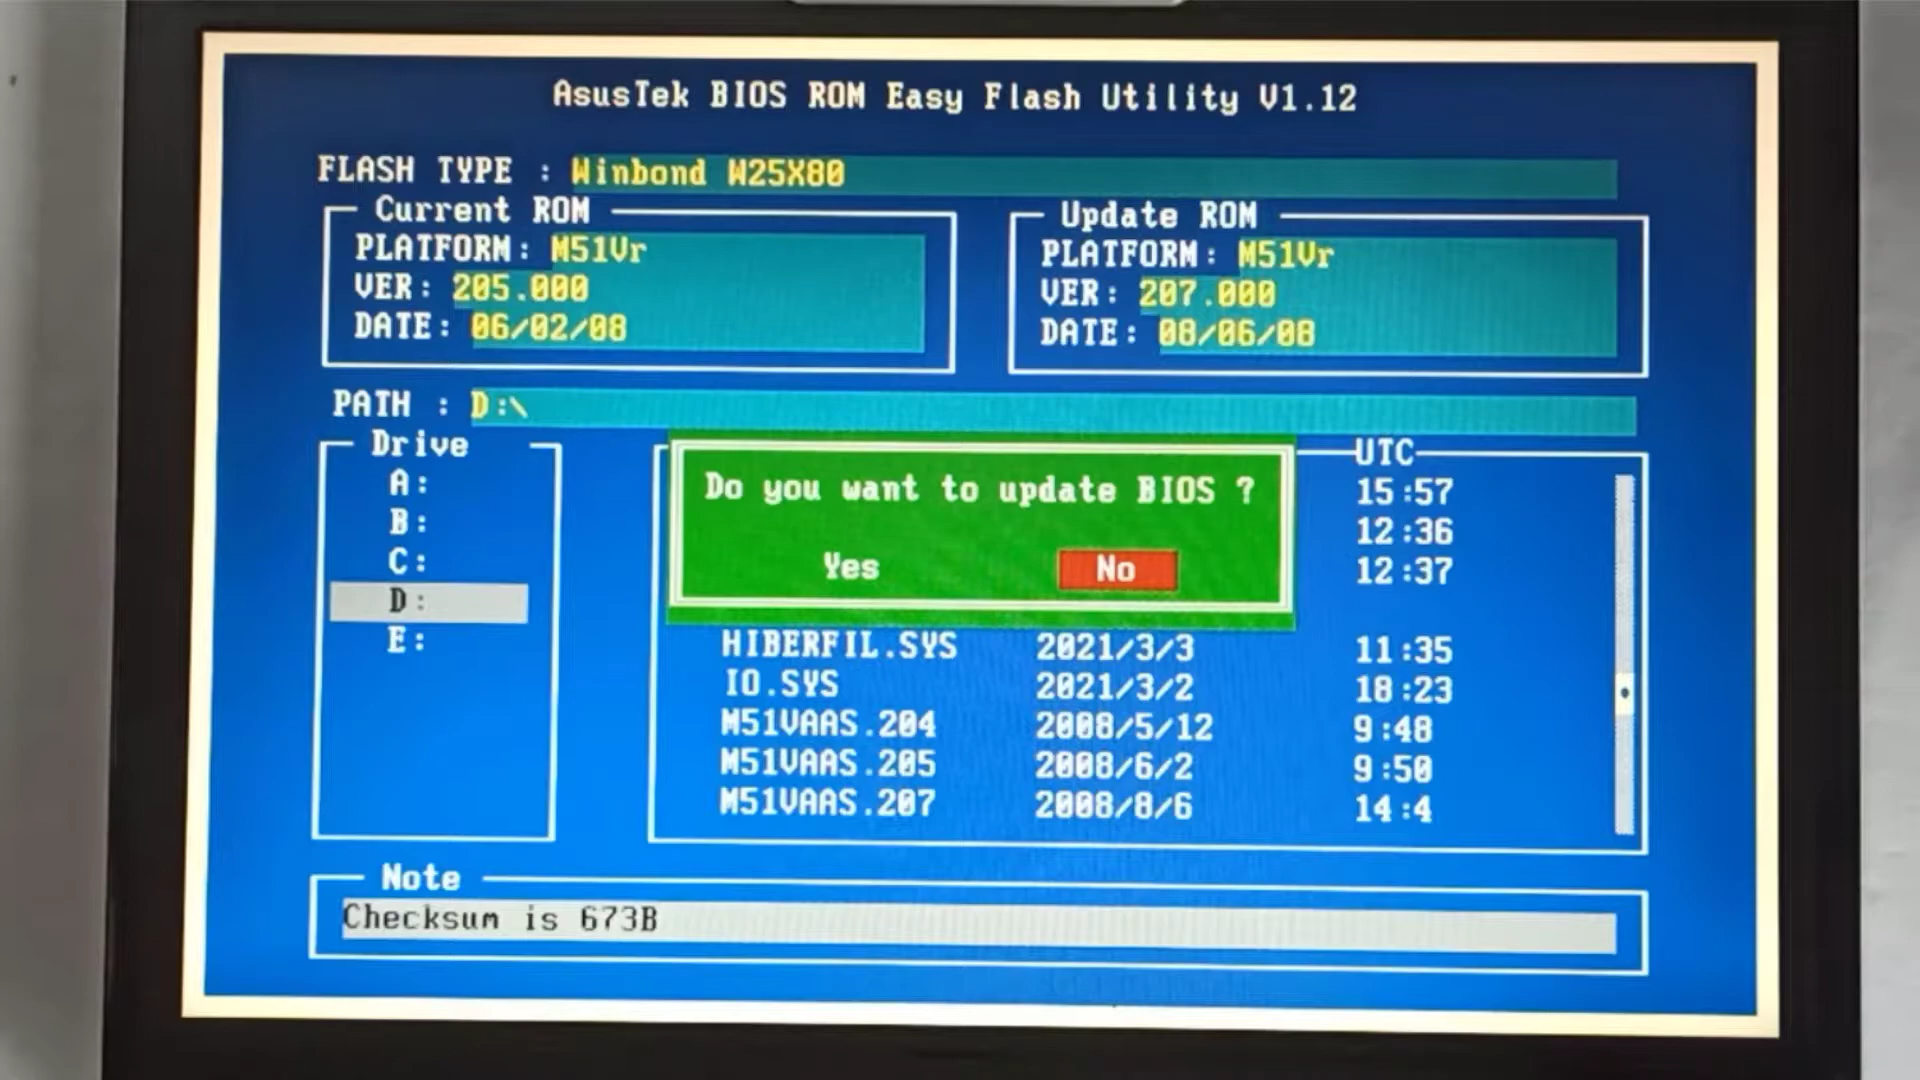 AsusTek BIOS ROM Easy Flash Utility V1.12
FLASH TYPE : Winbond W25X80
Current ROM
PLATFORM: M51Vr
VER: 205.000
DATE: 06/02/08
Update ROM
PLATFORM: M51Vr
VER: 207.000
DATE: 08/06/08
PATH : D:\
Drive
A:
B:
C:
D:
E:
Do you want to update BIOS ?
Yes No
UTC
15:57
12:36
12:37
HIBERFIL.SYS 2021/3/3 11:35
IO.SYS 2021/3/2 18:23
M51VAAS.204 2008/5/12 9:48
M51VAAS.205 2008/6/2 9:50
M51VAAS.207 2008/8/6 14:4
Note
Checksum is 673B